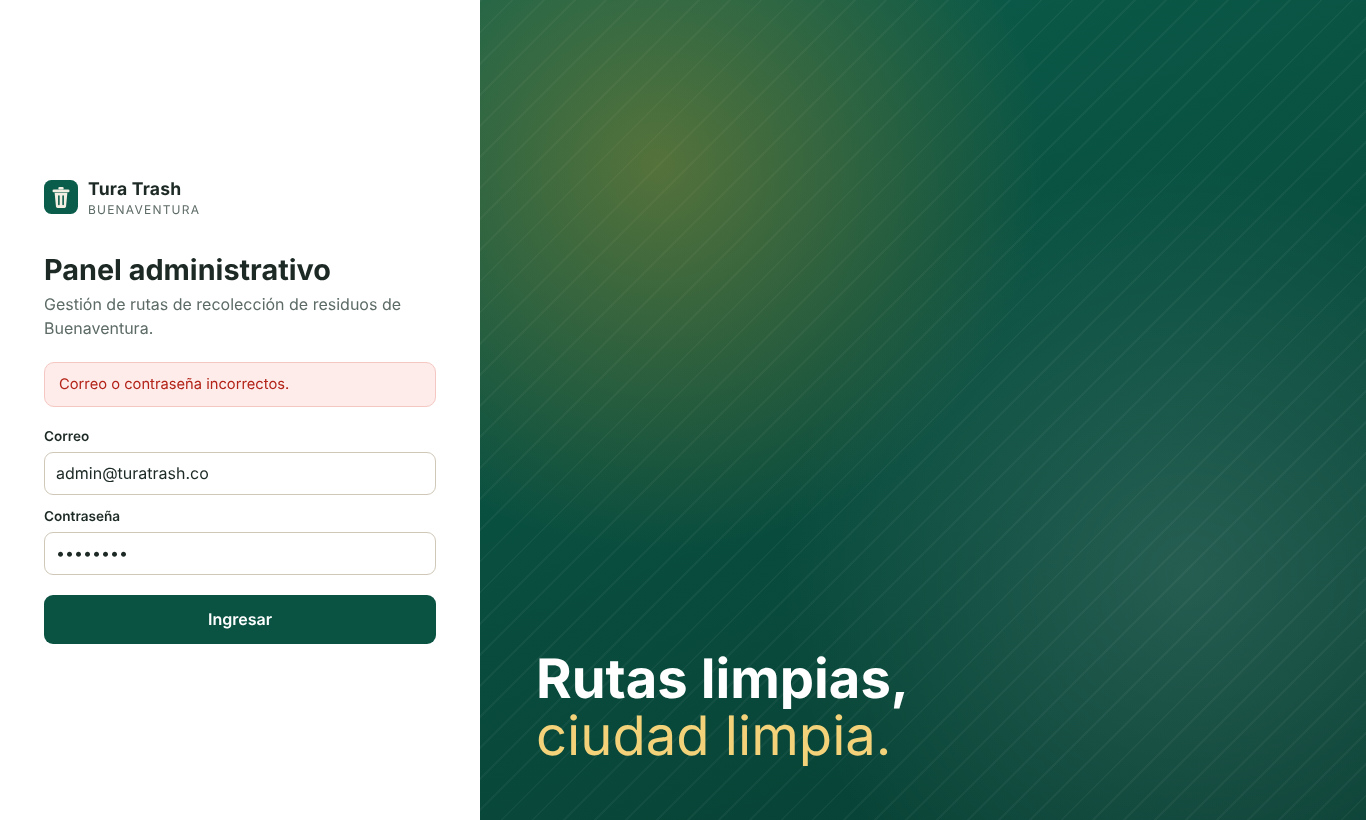 Tura Trash
BUENAVENTURA
Panel administrativo
Gestión de rutas de recolección de residuos de
Buenaventura.
Correo o contraseña incorrectos.
Correo
admin@turatrash.co
Contraseña
••••••••
Ingresar
Rutas limpias,
ciudad limpia.